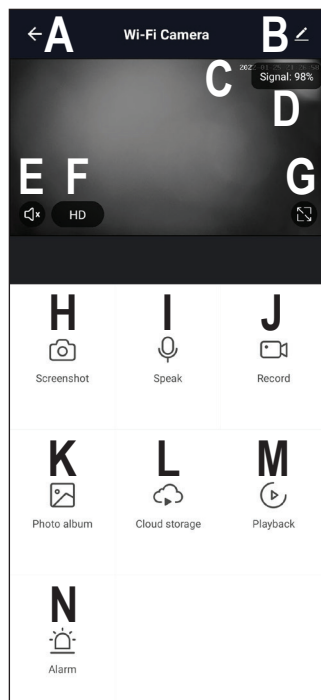 A
Wi-Fi Camera
B
C
Signal: 98%
D
E F G
HD
H I J
Screenshot Speak Record
K L M
Photo album Cloud storage Playback
N
Alarm